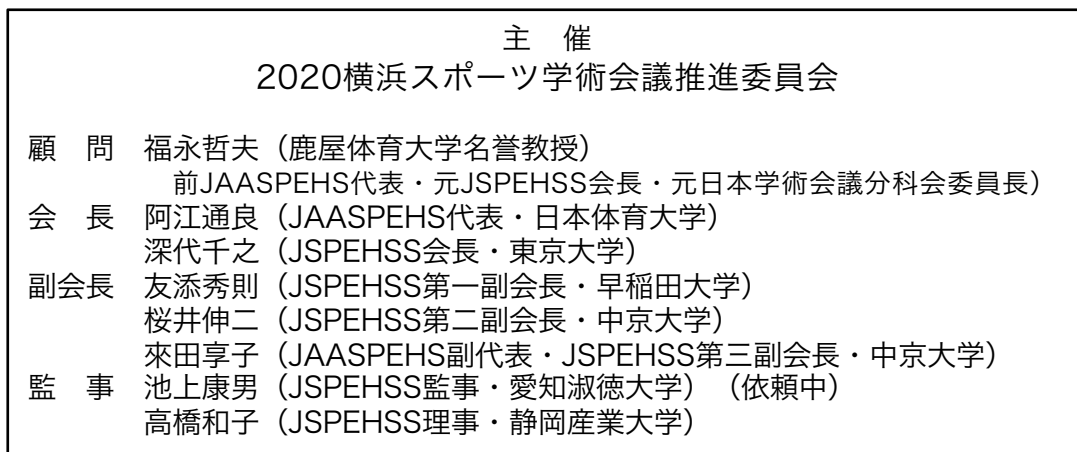 主　催
2020横浜スポーツ学術会議推進委員会
顧　問　福永哲夫（鹿屋体育大学名誉教授）
前JAASPEHS代表・元JSPEHSS会長・元日本学術会議分科会委員長）
会　長　阿江通良（JAASPEHS代表・日本体育大学）
深代千之（JSPEHSS会長・東京大学）
副会長　友添秀則（JSPEHSS第一副会長・早稲田大学）
桜井伸二（JSPEHSS第二副会長・中京大学）
來田享子（JAASPEHS副代表・JSPEHSS第三副会長・中京大学）
監　事　池上康男（JSPEHSS監事・愛知淑徳大学）（依頼中）
高橋和子（JSPEHSS理事・静岡産業大学）